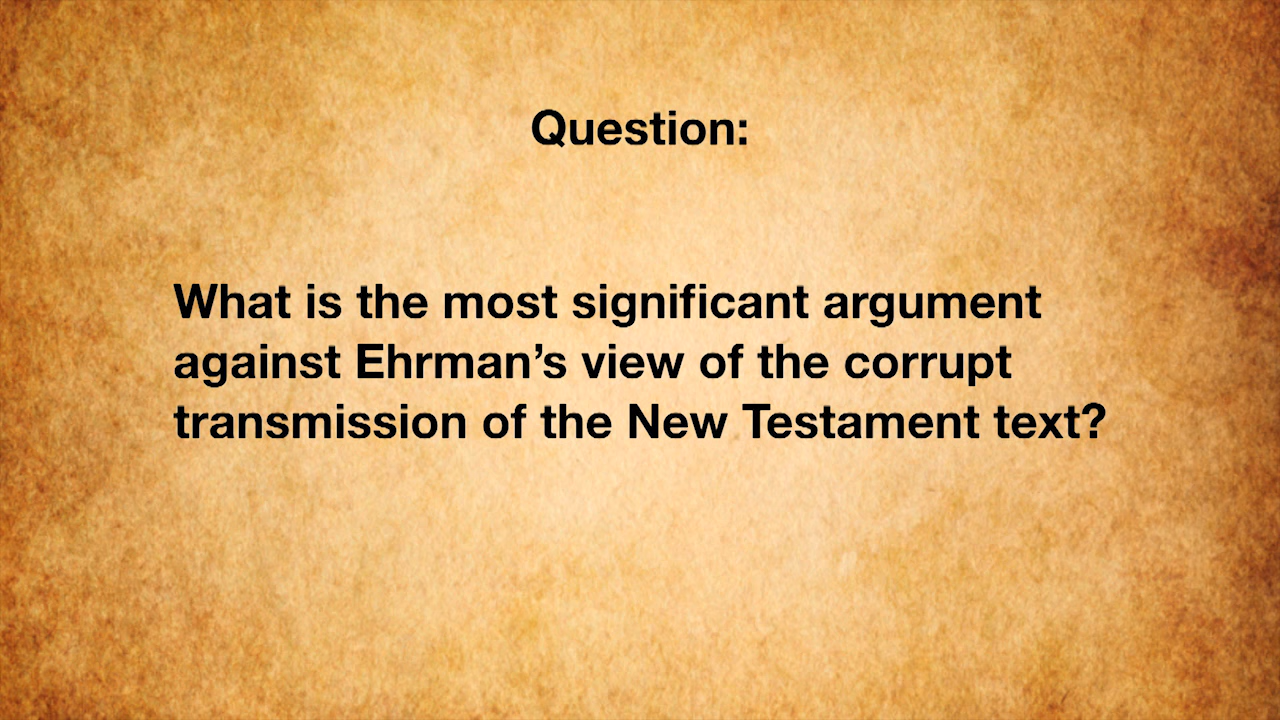 Question:
What is the most significant argument
against Ehrman’s view of the corrupt
transmission of the New Testament text?